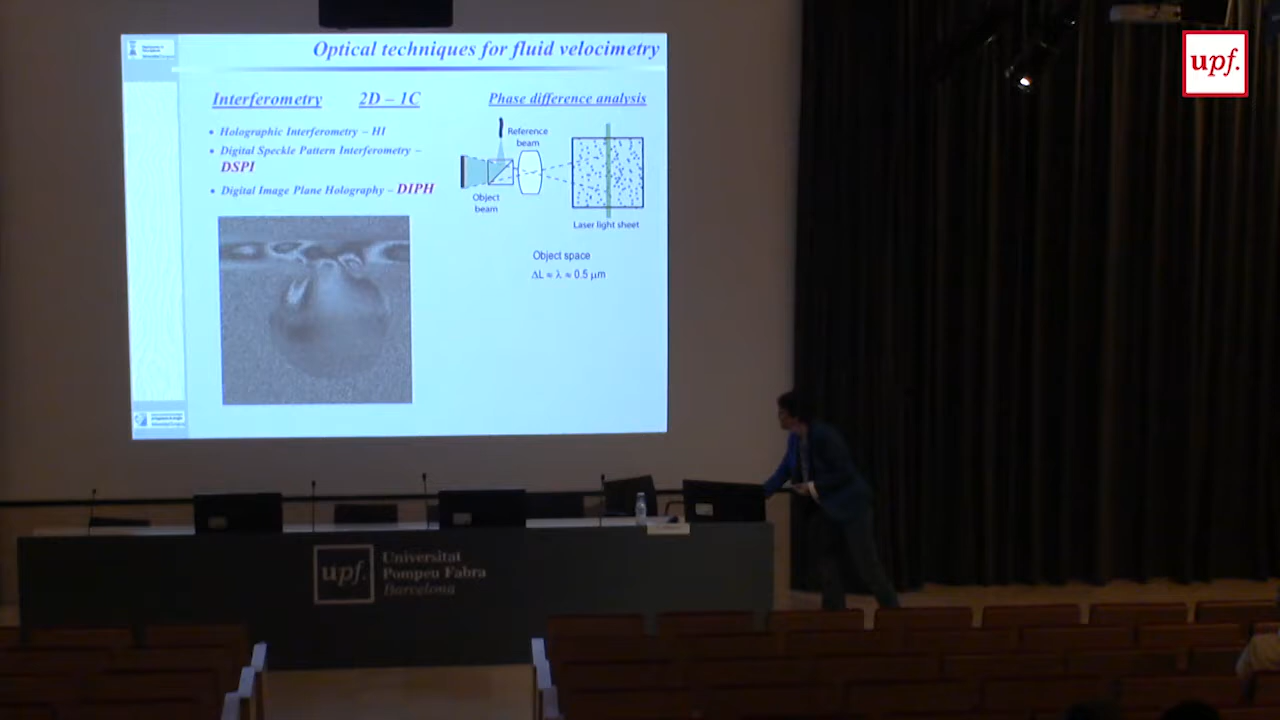 Optical techniques for fluid velocimetry
Interferometry 2D – 1C
• Holographic Interferometry – HI
• Digital Speckle Pattern Interferometry –
DSPI
• Digital Image Plane Holography – DIPH
Phase difference analysis
Reference
beam
Object
beam
Laser light sheet
Object space
ΔL ≈ λ ≈ 0.5 μm
upf.
upf.
Universitat
Pompeu Fabra
Barcelona